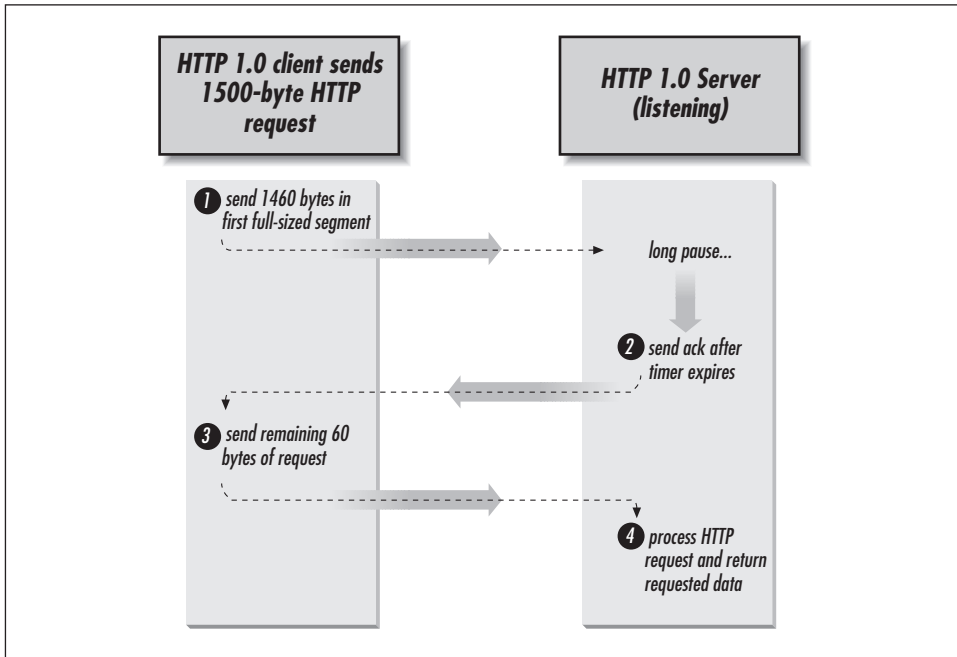 HTTP 1.0 client sends
1500-byte HTTP
request
HTTP 1.0 Server
(listening)
1 send 1460 bytes in
first full-sized segment
long pause...
2 send ack after
timer expires
3 send remaining 60
bytes of request
4 process HTTP
request and return
requested data